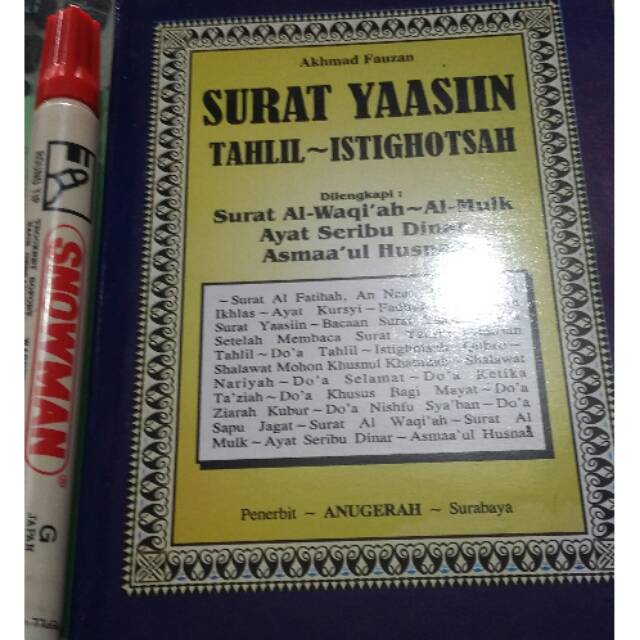 Akhmad Fauzan
SURAT YAASIIN
TAHLIL~ISTIGHOTSAH
Dilengkapi :
Surat Al-Waqi'ah~Al-Mulk
Ayat Seribu Dinar
Asmaa'ul Husnaa
~Surat Al Fatihah, An
Ikhlas~Ayat Kursyi~
Surat Yaasiin~Bacaan Surat
Setelah Membaca Surat
Tahlil~Do'a Tahlil~Istighotsah
Shalawat Mohon Khusnul Khatimah~Shalawat
Nariyah~Do'a Selamat~Do'a Ketika
Ta'ziah~Do'a Khusus Bagi Mayat~Do'a
Ziarah Kubur~Do'a Nishfu Sya'ban~Do'a
Sapu Jagat~Surat Al Waqi'ah~Surat Al
Mulk~Ayat Seribu Dinar~Asmaa'ul Husnaa
Penerbit ~ ANUGERAH ~ Surabaya
SNOWMAN
®
G
JAPAN